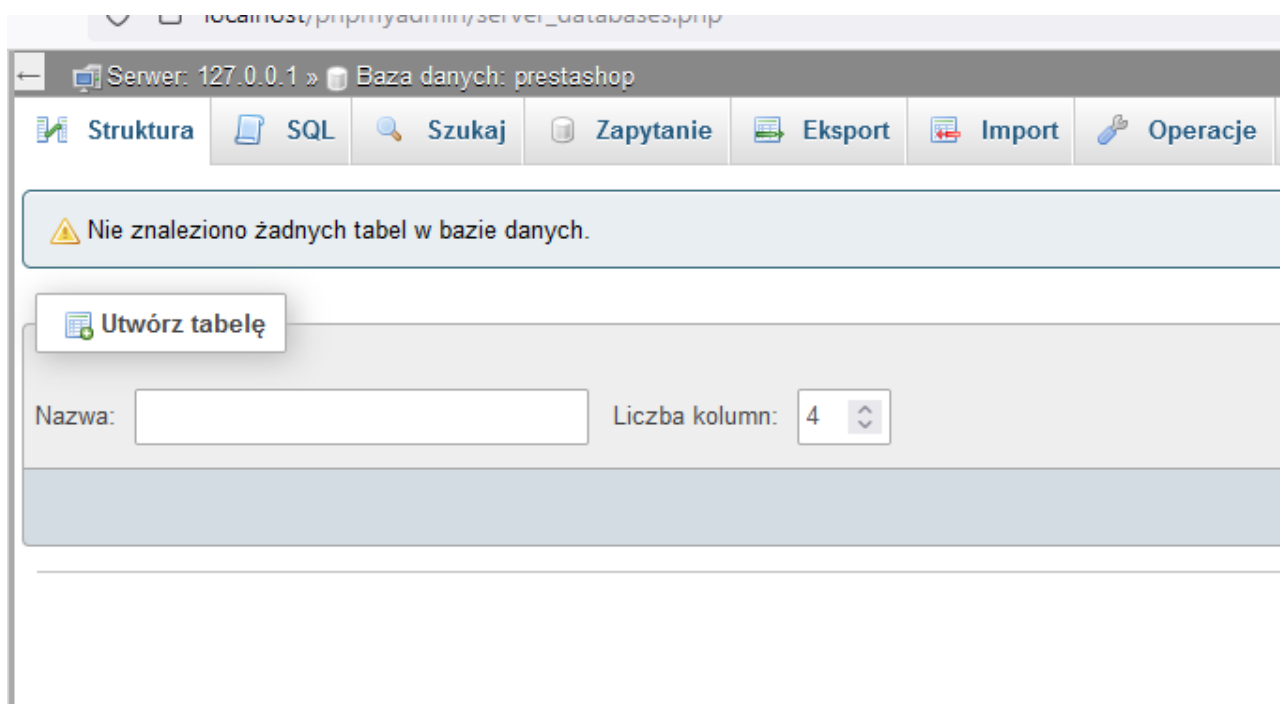 localhost/phpmyadmin/server_databases.php
← Serwer: 127.0.0.1 » Baza danych: prestashop
Struktura SQL Szukaj Zapytanie Eksport Import Operacje
Nie znaleziono żadnych tabel w bazie danych.
Utwórz tabelę
Nazwa: Liczba kolumn: 4